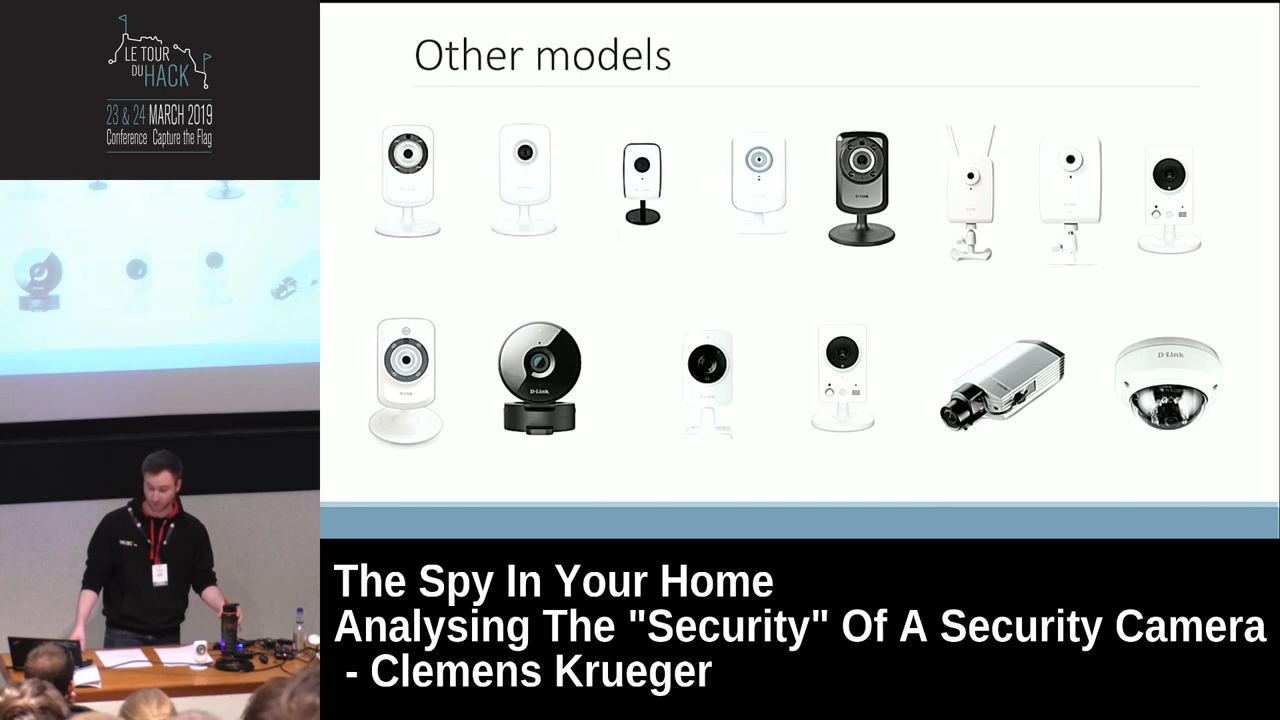 LE TOUR
DU HACK
23 & 24 MARCH 2019
Conference Capture the Flag
Other models
D-Link
D-Link
D-Link
The Spy In Your Home
Analysing The "Security" Of A Security Camera
- Clemens Krueger